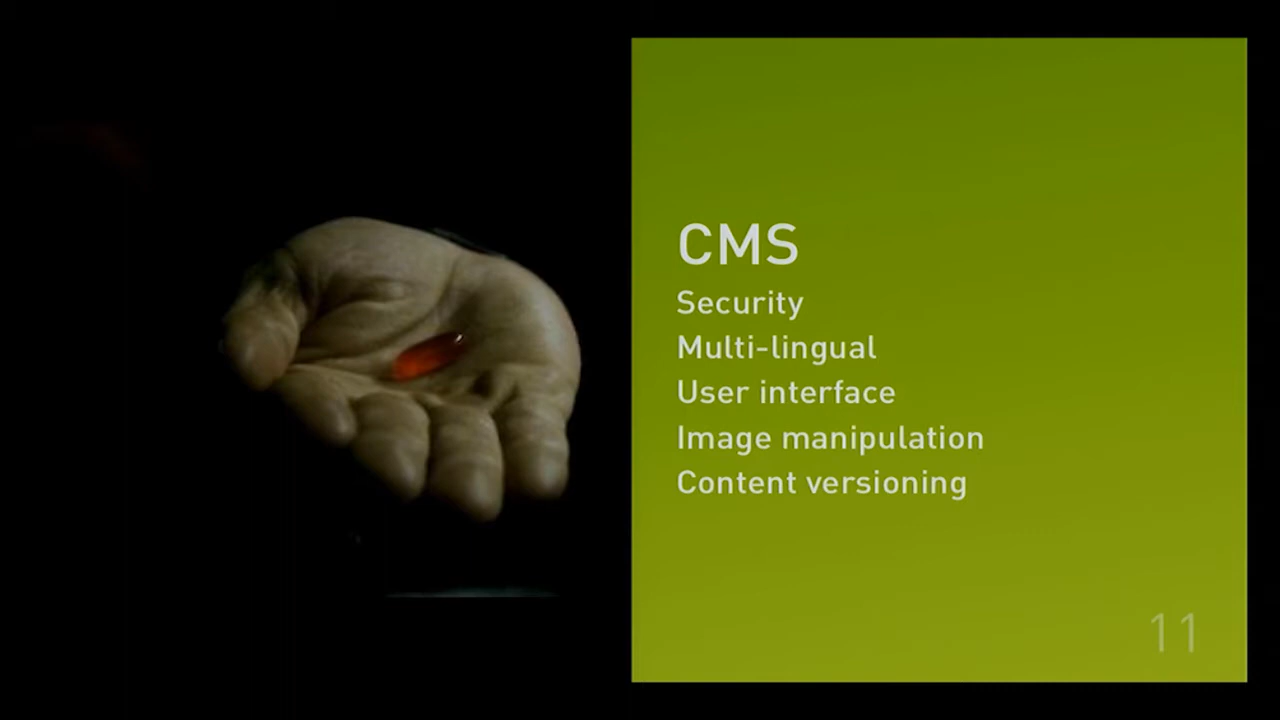 CMS
Security
Multi-lingual
User interface
Image manipulation
Content versioning
11